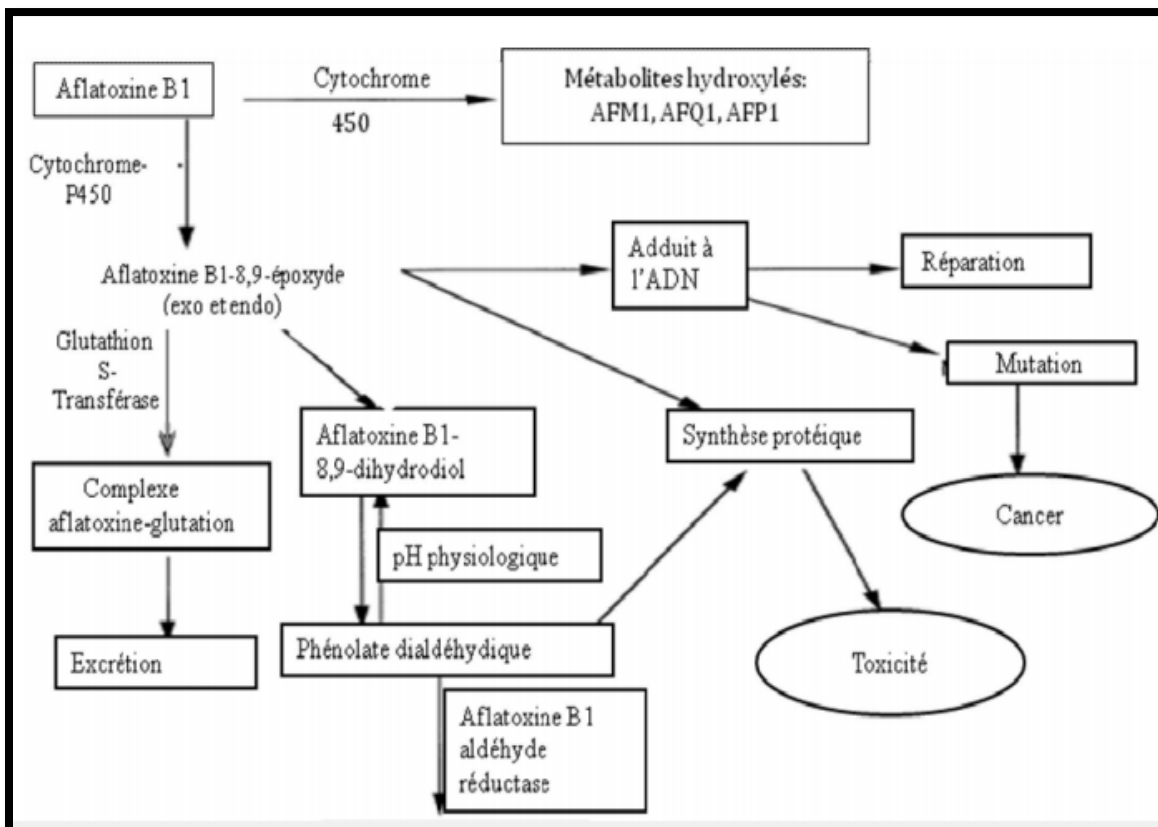 Aflatoxine B1
Cytochrome
450
Métabolites hydroxylés:
AFM1, AFQ1, AFP1
Cytochrome-
P450
Aflatoxine B1-8,9-époxyde
(exo et endo)
Adduit à
l'ADN
Réparation
Mutation
Cancer
Glutathion
S-
Transférase
Aflatoxine B1-
8,9-dihydrodiol
Synthèse protéique
Complexe
aflatoxine-glutation
pH physiologique
Excrétion
Phénolate dialdéhydique
Toxicité
Aflatoxine B1
aldéhyde
réductase